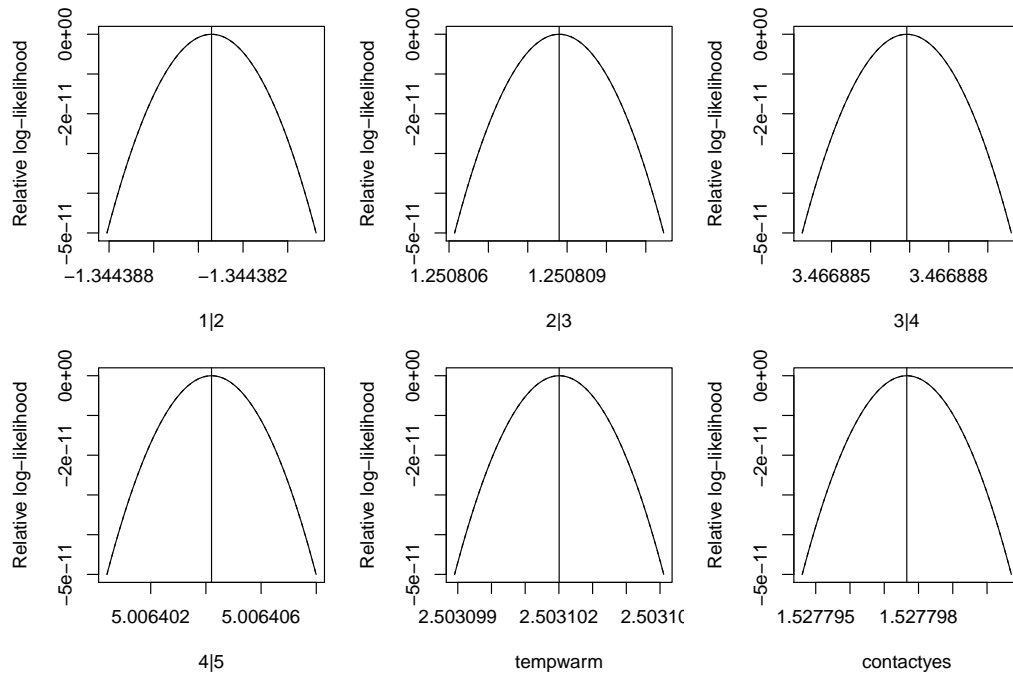 Relative log−likelihood
−5e−11
−2e−11
0e+00
−1.344388
−1.344382
1|2
Relative log−likelihood
−5e−11
−2e−11
0e+00
1.250806
1.250809
2|3
Relative log−likelihood
−5e−11
−2e−11
0e+00
3.466885
3.466888
3|4
Relative log−likelihood
−5e−11
−2e−11
0e+00
5.006402
5.006406
4|5
Relative log−likelihood
−5e−11
−2e−11
0e+00
2.503099
2.503102
tempwarm
Relative log−likelihood
−5e−11
−2e−11
0e+00
1.527795
1.527798
contactyes